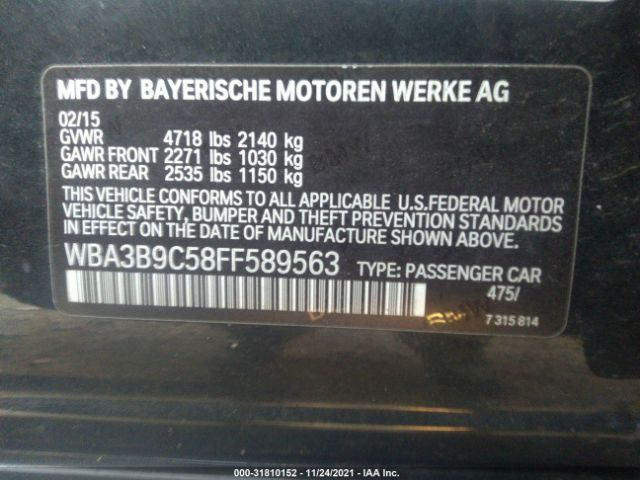 MFD BY BAYERISCHE MOTOREN WERKE AG
02/15
GVWR 4718 lbs 2140 kg
GAWR FRONT 2271 lbs 1030 kg
GAWR REAR 2535 lbs 1150 kg
THIS VEHICLE CONFORMS TO ALL APPLICABLE U.S.FEDERAL MOTOR
VEHICLE SAFETY, BUMPER AND THEFT PREVENTION STANDARDS
IN EFFECT ON THE DATE OF MANUFACTURE SHOWN ABOVE.
WBA3B9C58FF589563 TYPE: PASSENGER CAR
475/
BMW
7 315 814
000-31810152 - 11/24/2021 - IAA Inc.